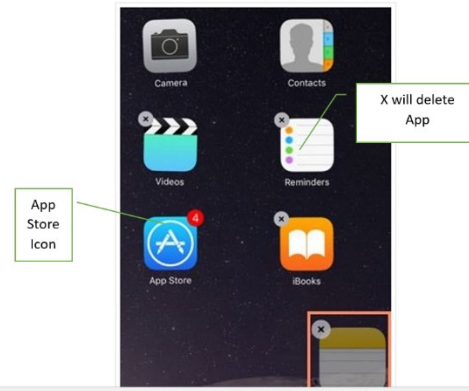 Camera
Contacts
X will delete
App
Videos
Reminders
App
Store
Icon
4
App Store
iBooks